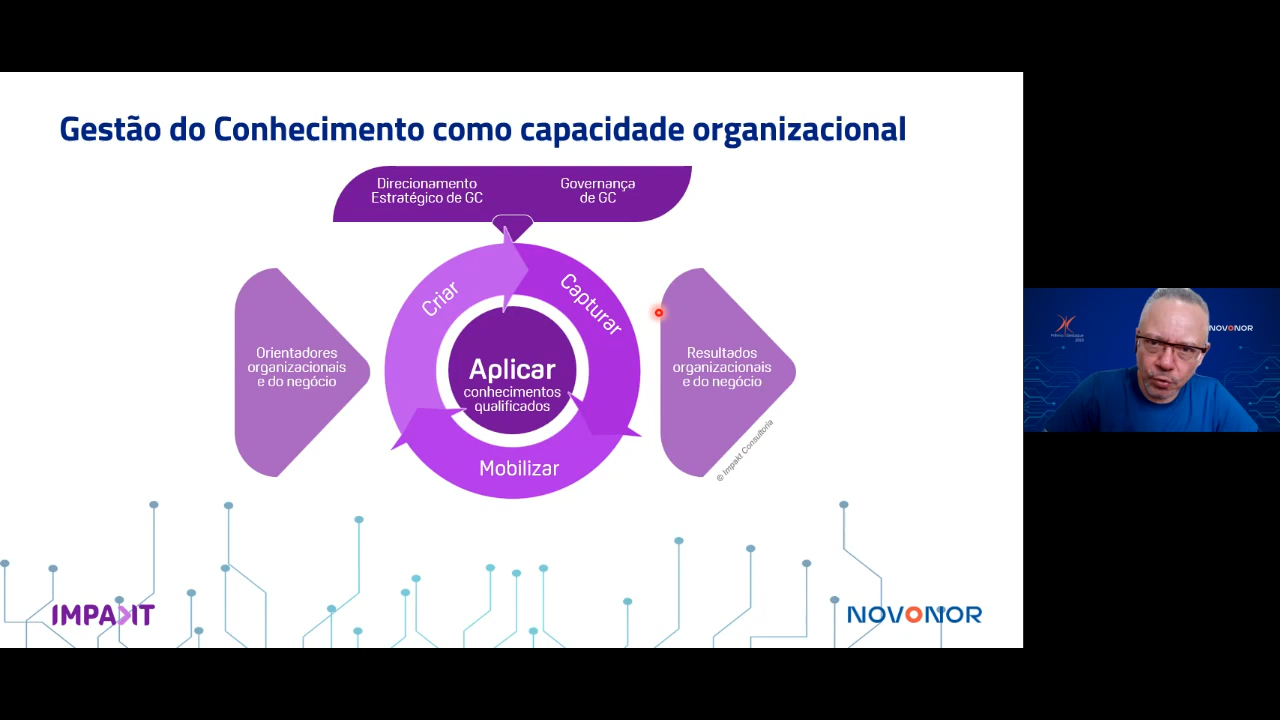 Gestão do Conhecimento como capacidade organizacional
Direcionamento
Estratégico de GC
Governança
de GC
Criar
Capturar
Orientadores
organizacionais
e do negócio
Aplicar
conhecimentos
qualificados
Resultados
organizacionais
e do negócio
Mobilizar
© Impakt Consultoria
IMPAKT
NOVONOR
NOVONOR